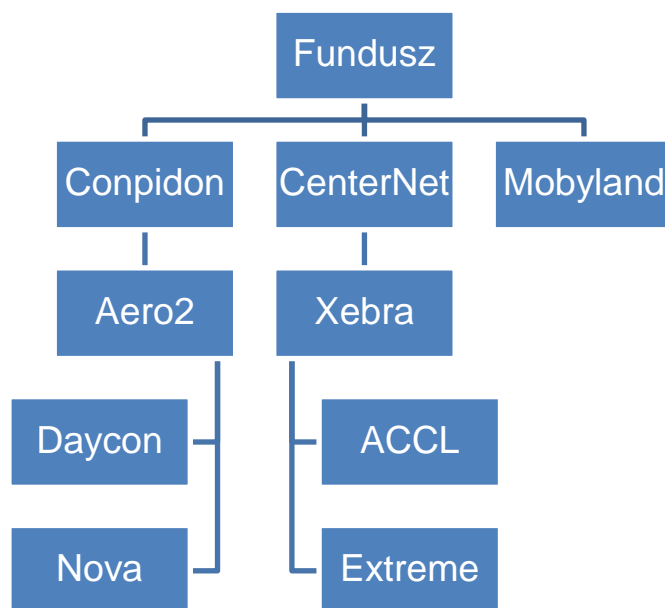 Fundusz
Conpidon
CenterNet
Mobyland
Aero2
Xebra
Daycon
ACCL
Nova
Extreme